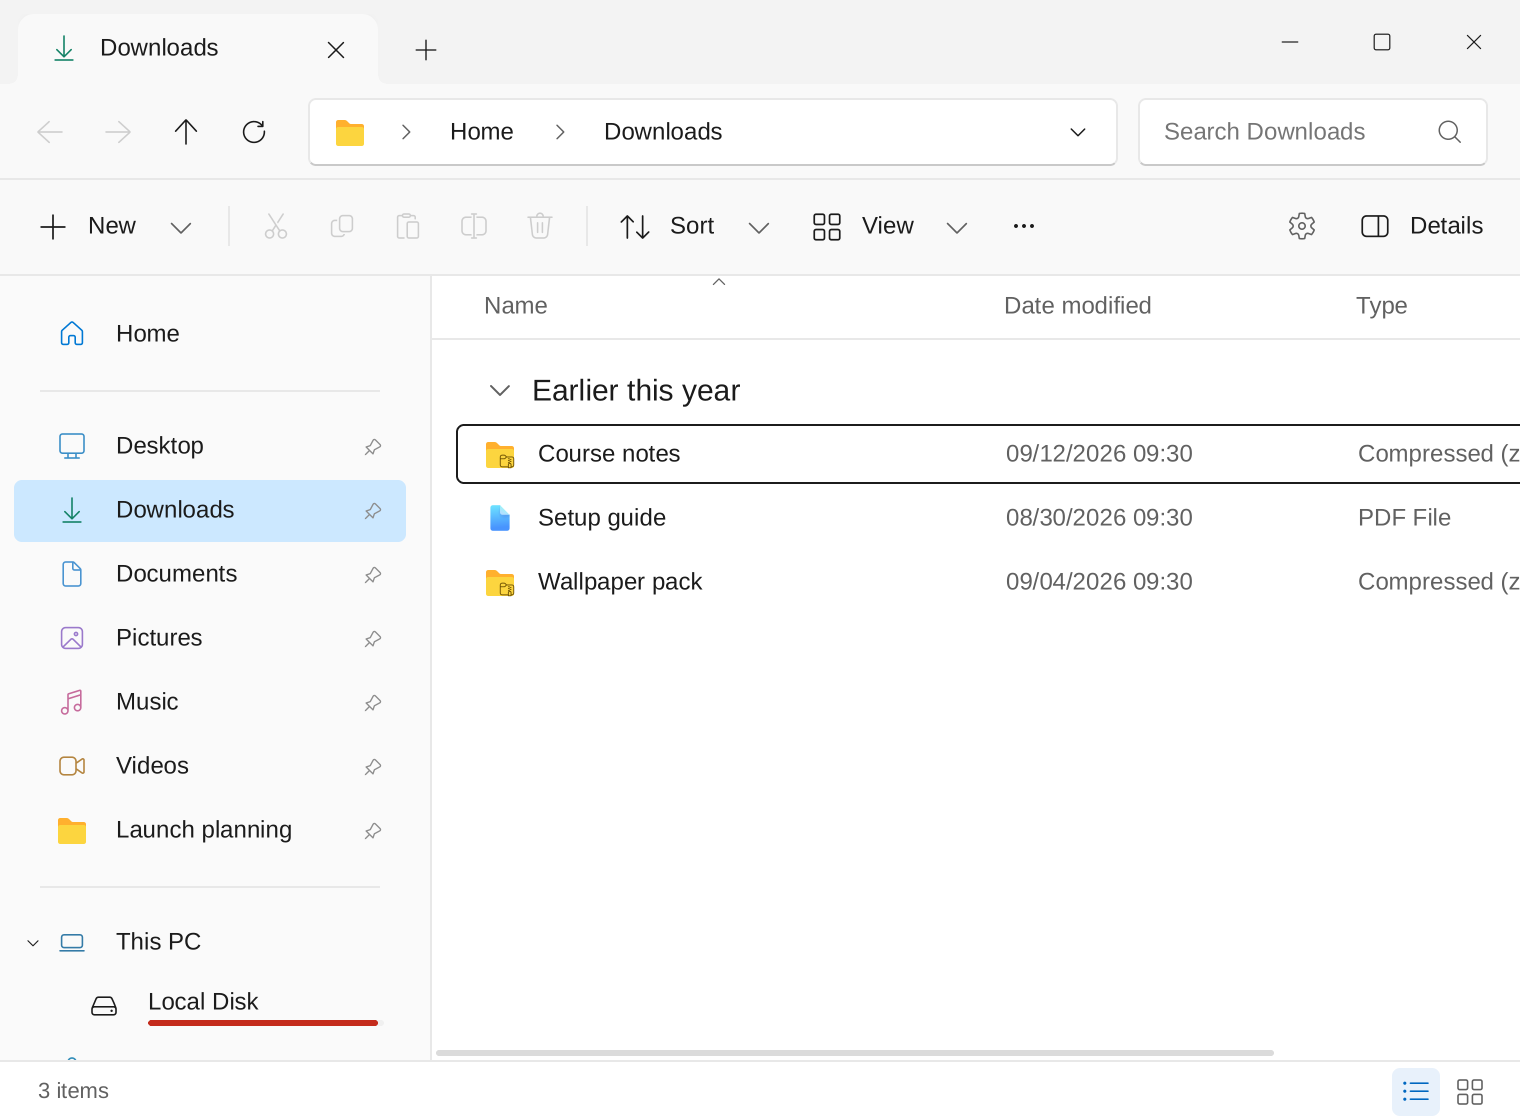 Downloads
Home
Downloads
Search Downloads
New
Sort
View
Details
Home
Desktop
Downloads
Documents
Pictures
Music
Videos
Launch planning
This PC
Local Disk
Name
Date modified
Type
Earlier this year
Course notes
09/12/2026 09:30
Compressed (z
Setup guide
08/30/2026 09:30
PDF File
Wallpaper pack
09/04/2026 09:30
Compressed (z
3 items